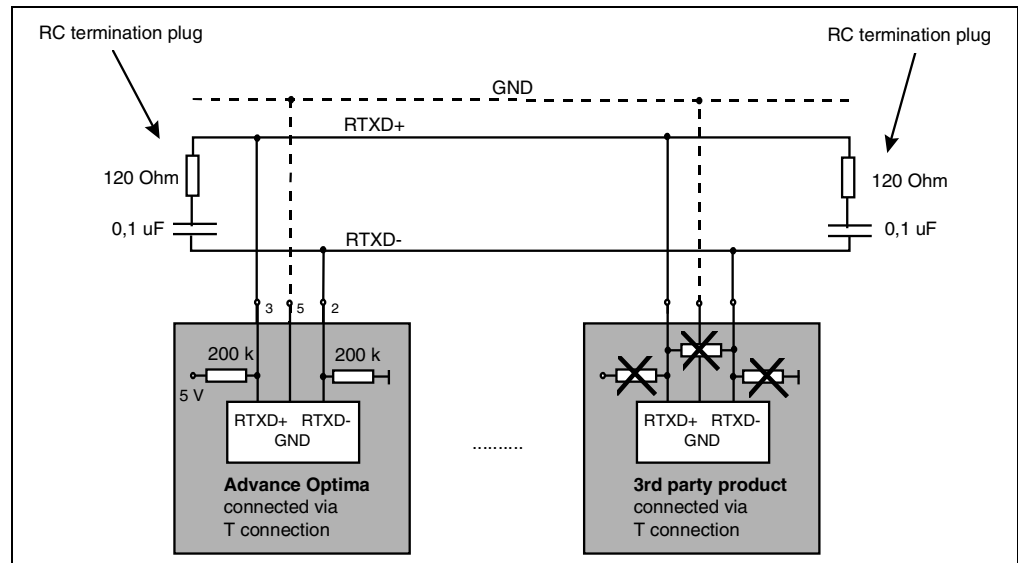 RC termination plug
RC termination plug
GND
RTXD+
120 Ohm
120 Ohm
0,1 uF
0,1 uF
RTXD-
3
5
2
200 k
200 k
5 V
RTXD+ RTXD-
GND
RTXD+ RTXD-
GND
..........
Advance Optima
connected via
T connection
3rd party product
connected via
T connection